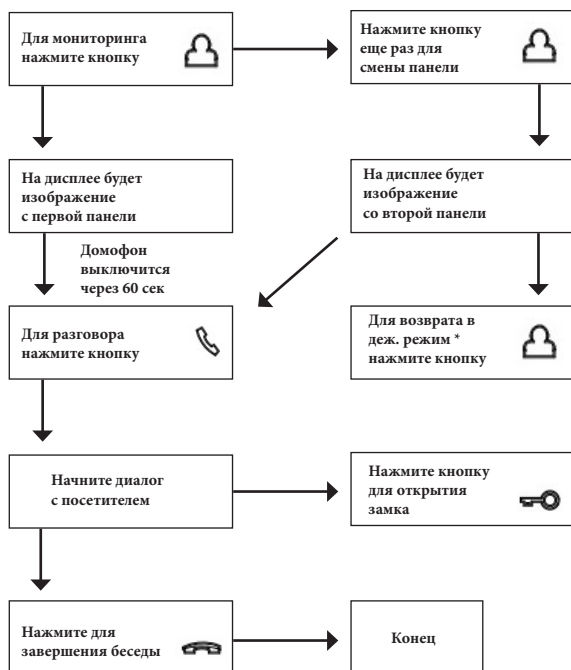 Для мониторинга
нажмите кнопку
Нажмите кнопку
еще раз для
смены панели
На дисплее будет
изображение
с первой панели
На дисплее будет
изображение
со второй панели
Домофон
выключится
через 60 сек
Для разговора
нажмите кнопку
Для возврата в
деж. режим *
нажмите кнопку
Начните диалог
с посетителем
Нажмите кнопку
для открытия
замка
Нажмите для
завершения беседы
Конец